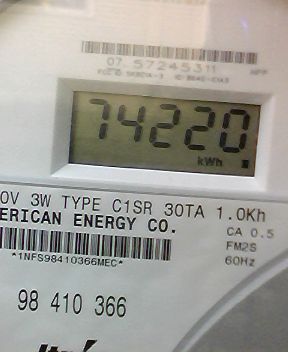 07 57245311
74220
kWh
0V 3W TYPE C1SR 30TA 1.0Kh
ERICAN ENERGY CO.
CA 0.5
FM2S
*1NFS98410366MEC*
60Hz
98 410 366